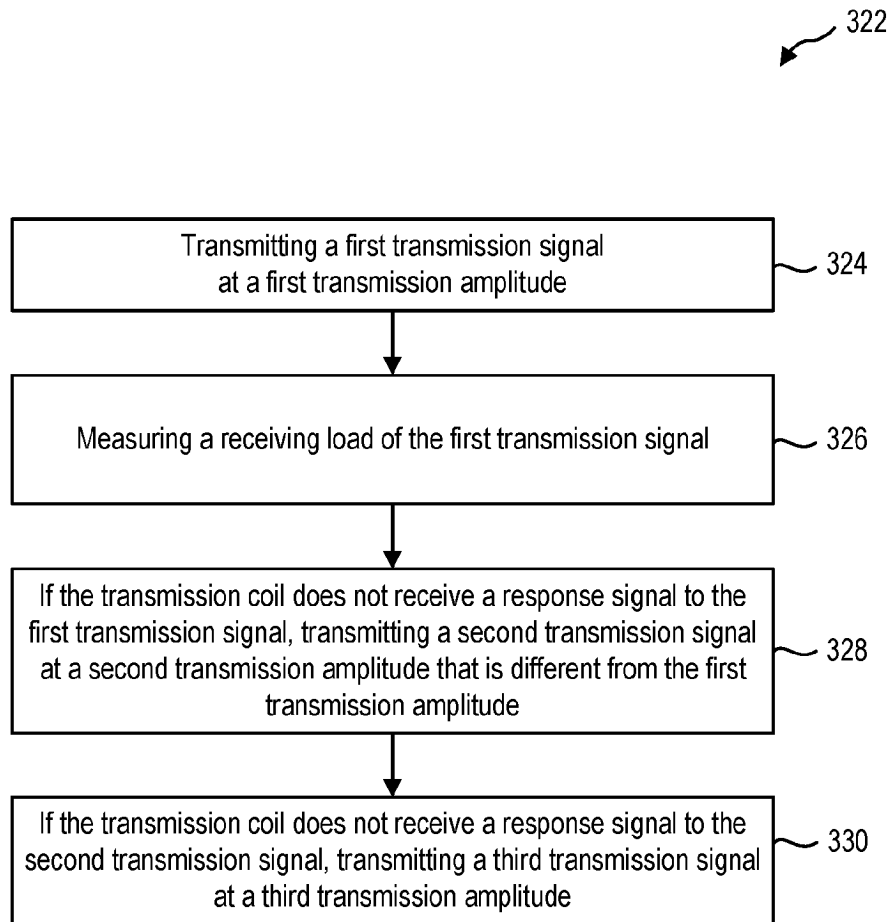 322
Transmitting a first transmission signal
at a first transmission amplitude
324
Measuring a receiving load of the first transmission signal
326
If the transmission coil does not receive a response signal to the
first transmission signal, transmitting a second transmission signal
at a second transmission amplitude that is different from the first
transmission amplitude
328
If the transmission coil does not receive a response signal to the
second transmission signal, transmitting a third transmission signal
at a third transmission amplitude
330